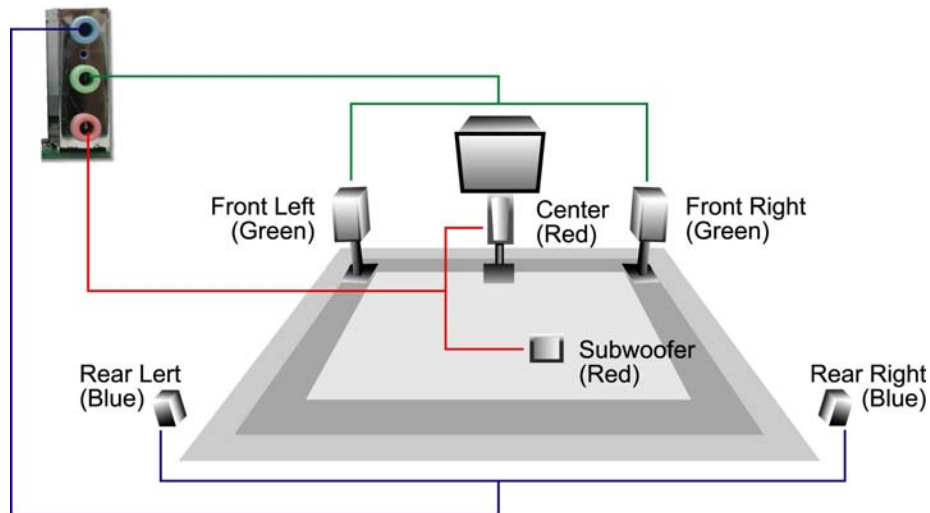 Front Left
(Green)
Center
(Red)
Front Right
(Green)
Subwoofer
(Red)
Rear Lert
(Blue)
Rear Right
(Blue)